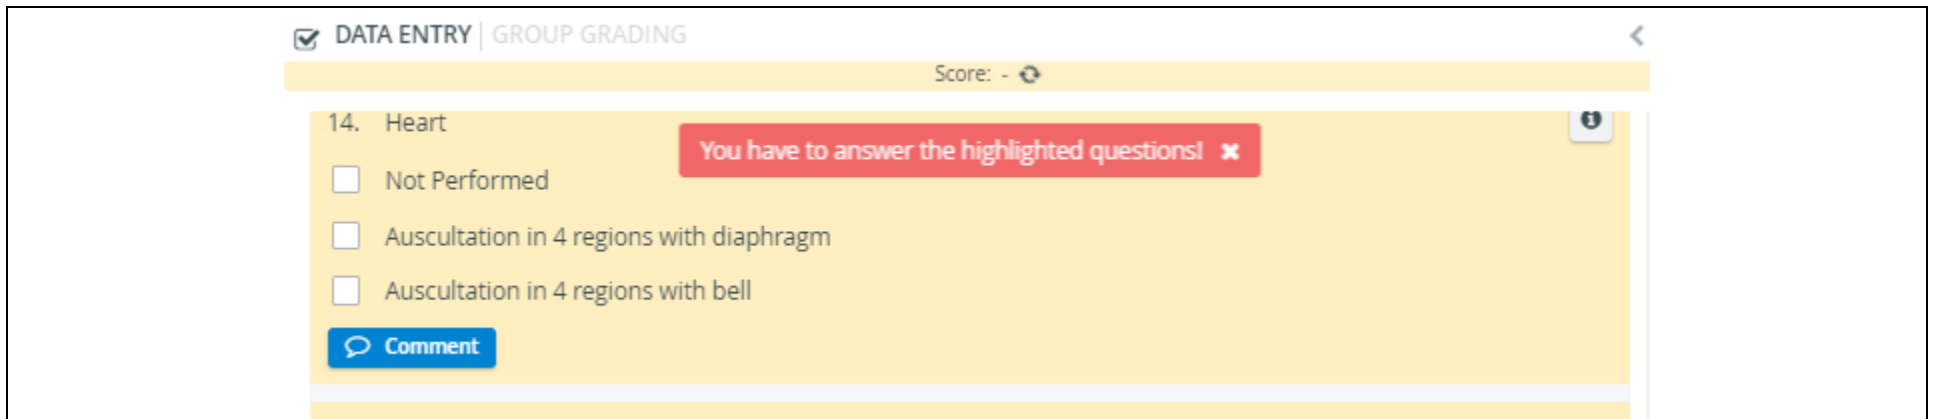 DATA ENTRY | GROUP GRADING
Score: -
14. Heart
You have to answer the highlighted questions! ✖
Not Performed
Auscultation in 4 regions with diaphragm
Auscultation in 4 regions with bell
Comment